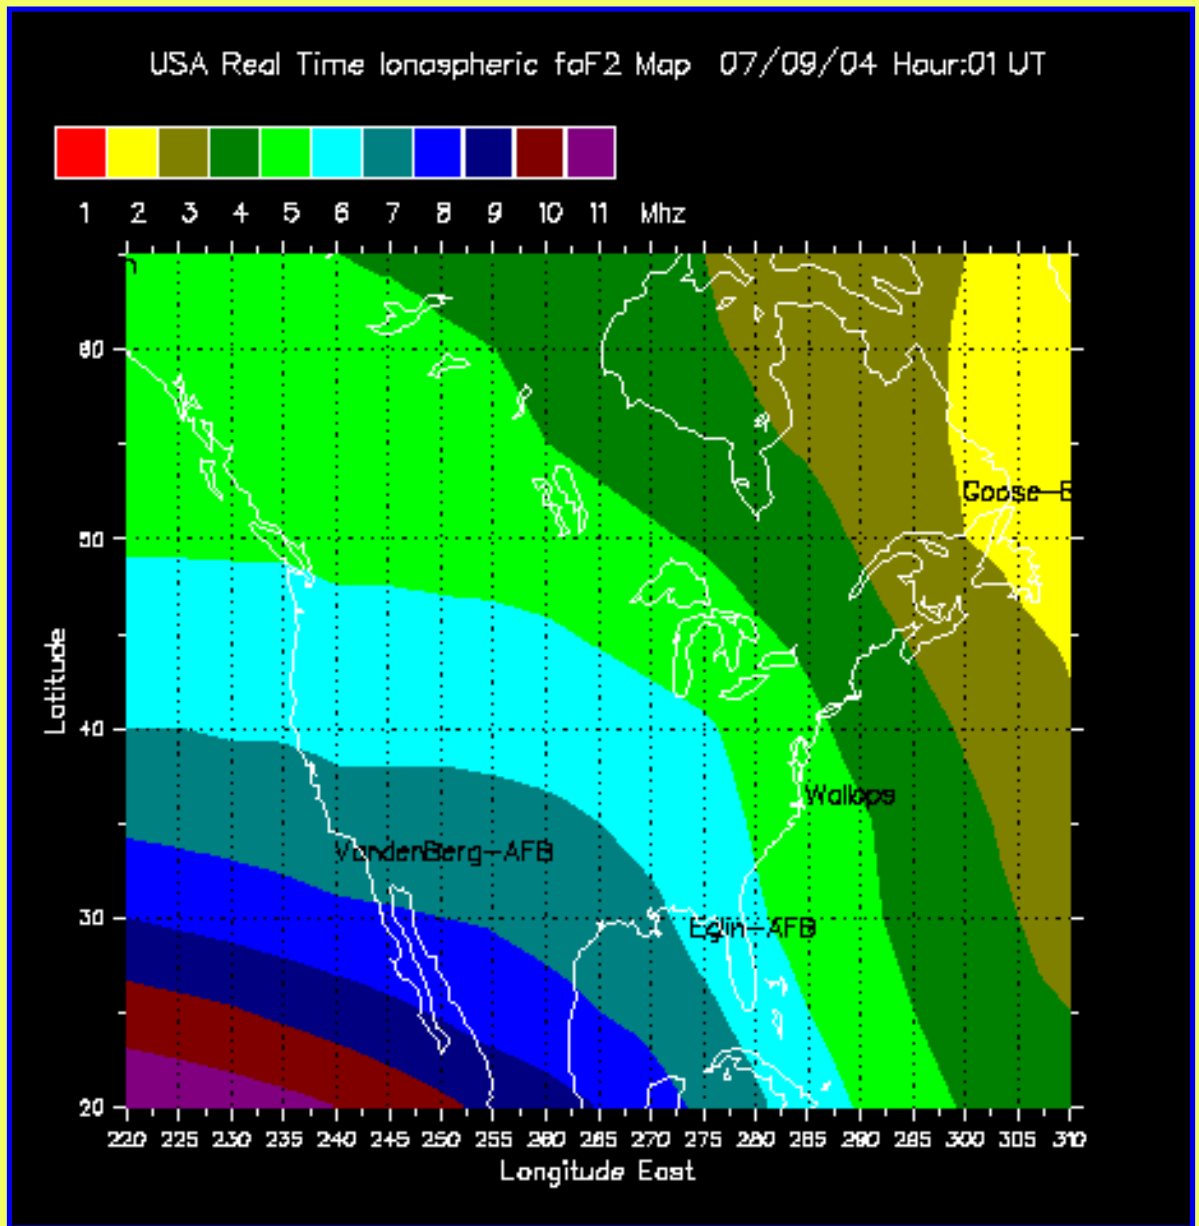 USA Real Time Ionospheric foF2 Map 07/09/04 Hour:01 UT
1 2 3 4 5 6 7 8 9 10 11 Mhz
60
Goose-B
50
Latitude
40
Wallops
VandenBerg-AFB
30
Eglin-AFB
20
220 225 230 235 240 245 250 255 260 265 270 275 280 285 290 295 300 305 310
Longitude East